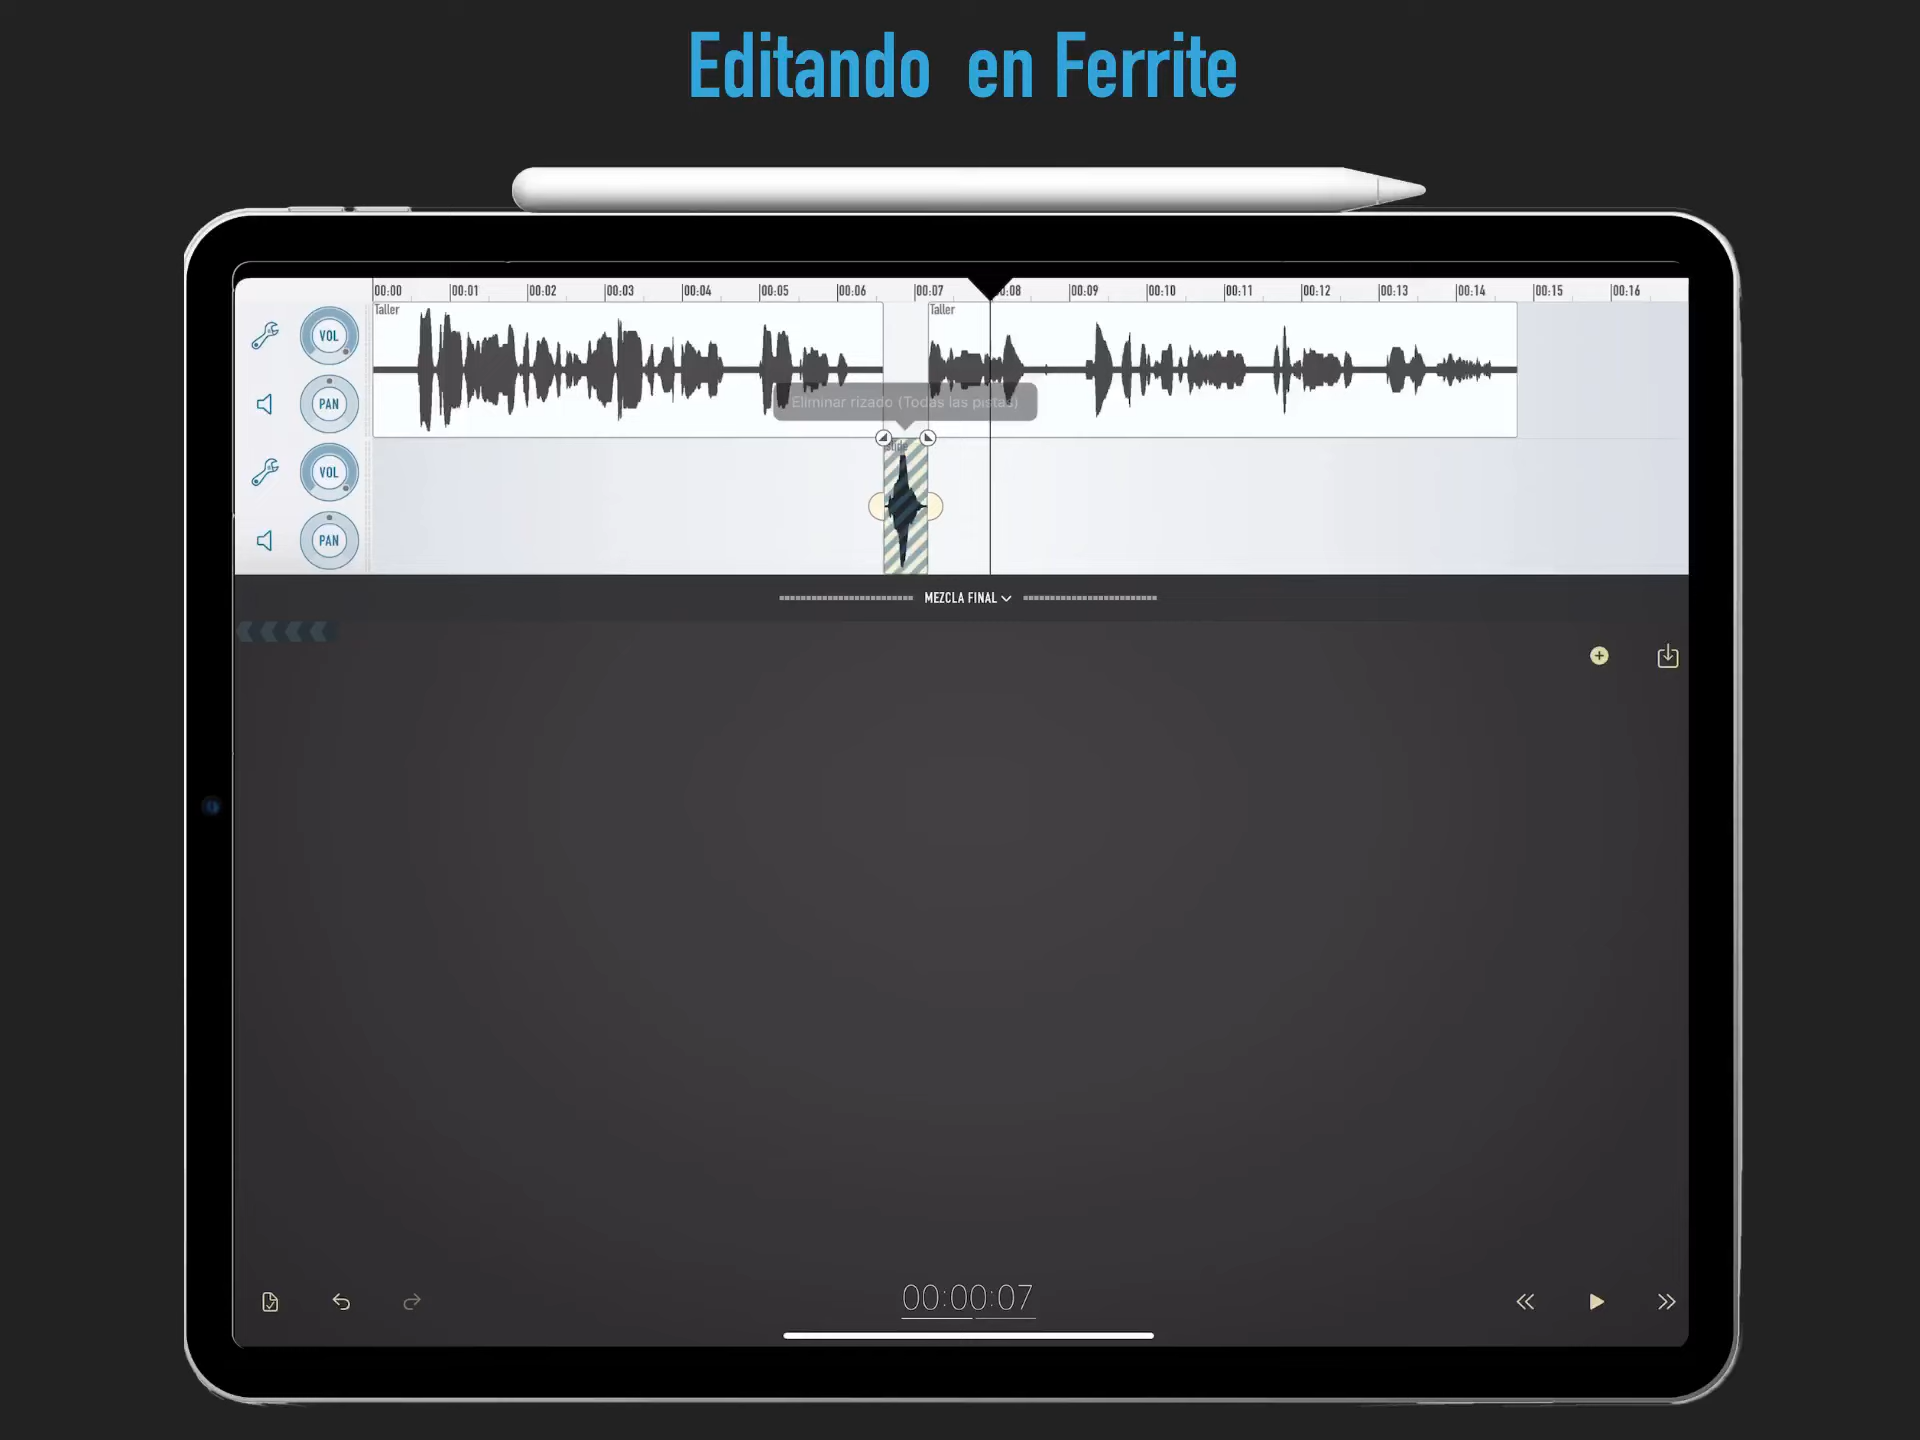 Editando en Ferrite
00:00 00:01 00:02 00:03 00:04 00:05 00:06 00:07 :08 00:09 00:10 00:11 00:12 00:13 00:14 00:15 00:16
Taller Taller
VOL
PAN
Eliminar rizado (Todas las pistas)
slide
VOL
PAN
MEZCLA FINAL
00:00:07